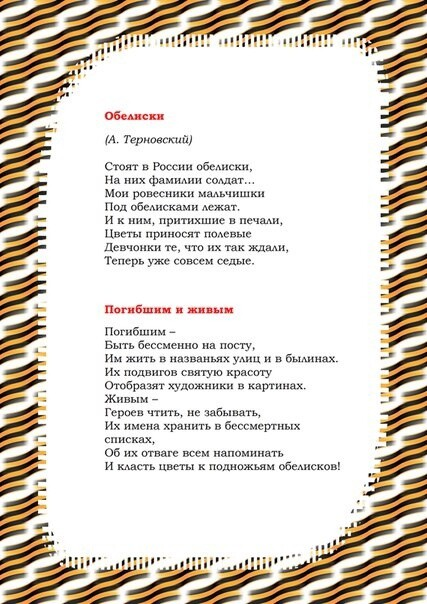 Обелиски
(А. Терновский)
Стоят в России обелиски,
На них фамилии солдат…
Мои ровесники мальчишки
Под обелисками лежат.
И к ним, притихшие в печали,
Цветы приносят полевые
Девчонки те, что их так ждали,
Теперь уже совсем седые.
Погибшим и живым
Погибшим –
Быть бессменно на посту,
Им жить в названьях улиц и в былинах.
Их подвигов святую красоту
Отобразят художники в картинах.
Живым –
Героев чтить, не забывать,
Их имена хранить в бессмертных
списках,
Об их отваге всем напоминать
И класть цветы к подножьям обелисков!